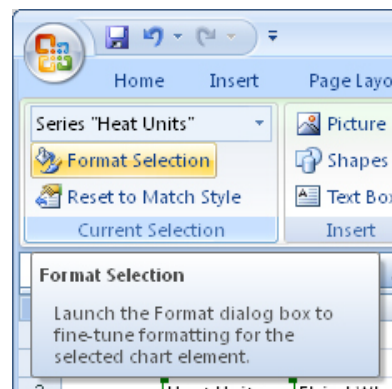 Home Insert Page Layo
Series "Heat Units"
Format Selection
Reset to Match Style
Current Selection
Picture
Shapes
Text Box
Insert
Format Selection
Launch the Format dialog box to
fine-tune formatting for the
selected chart element.